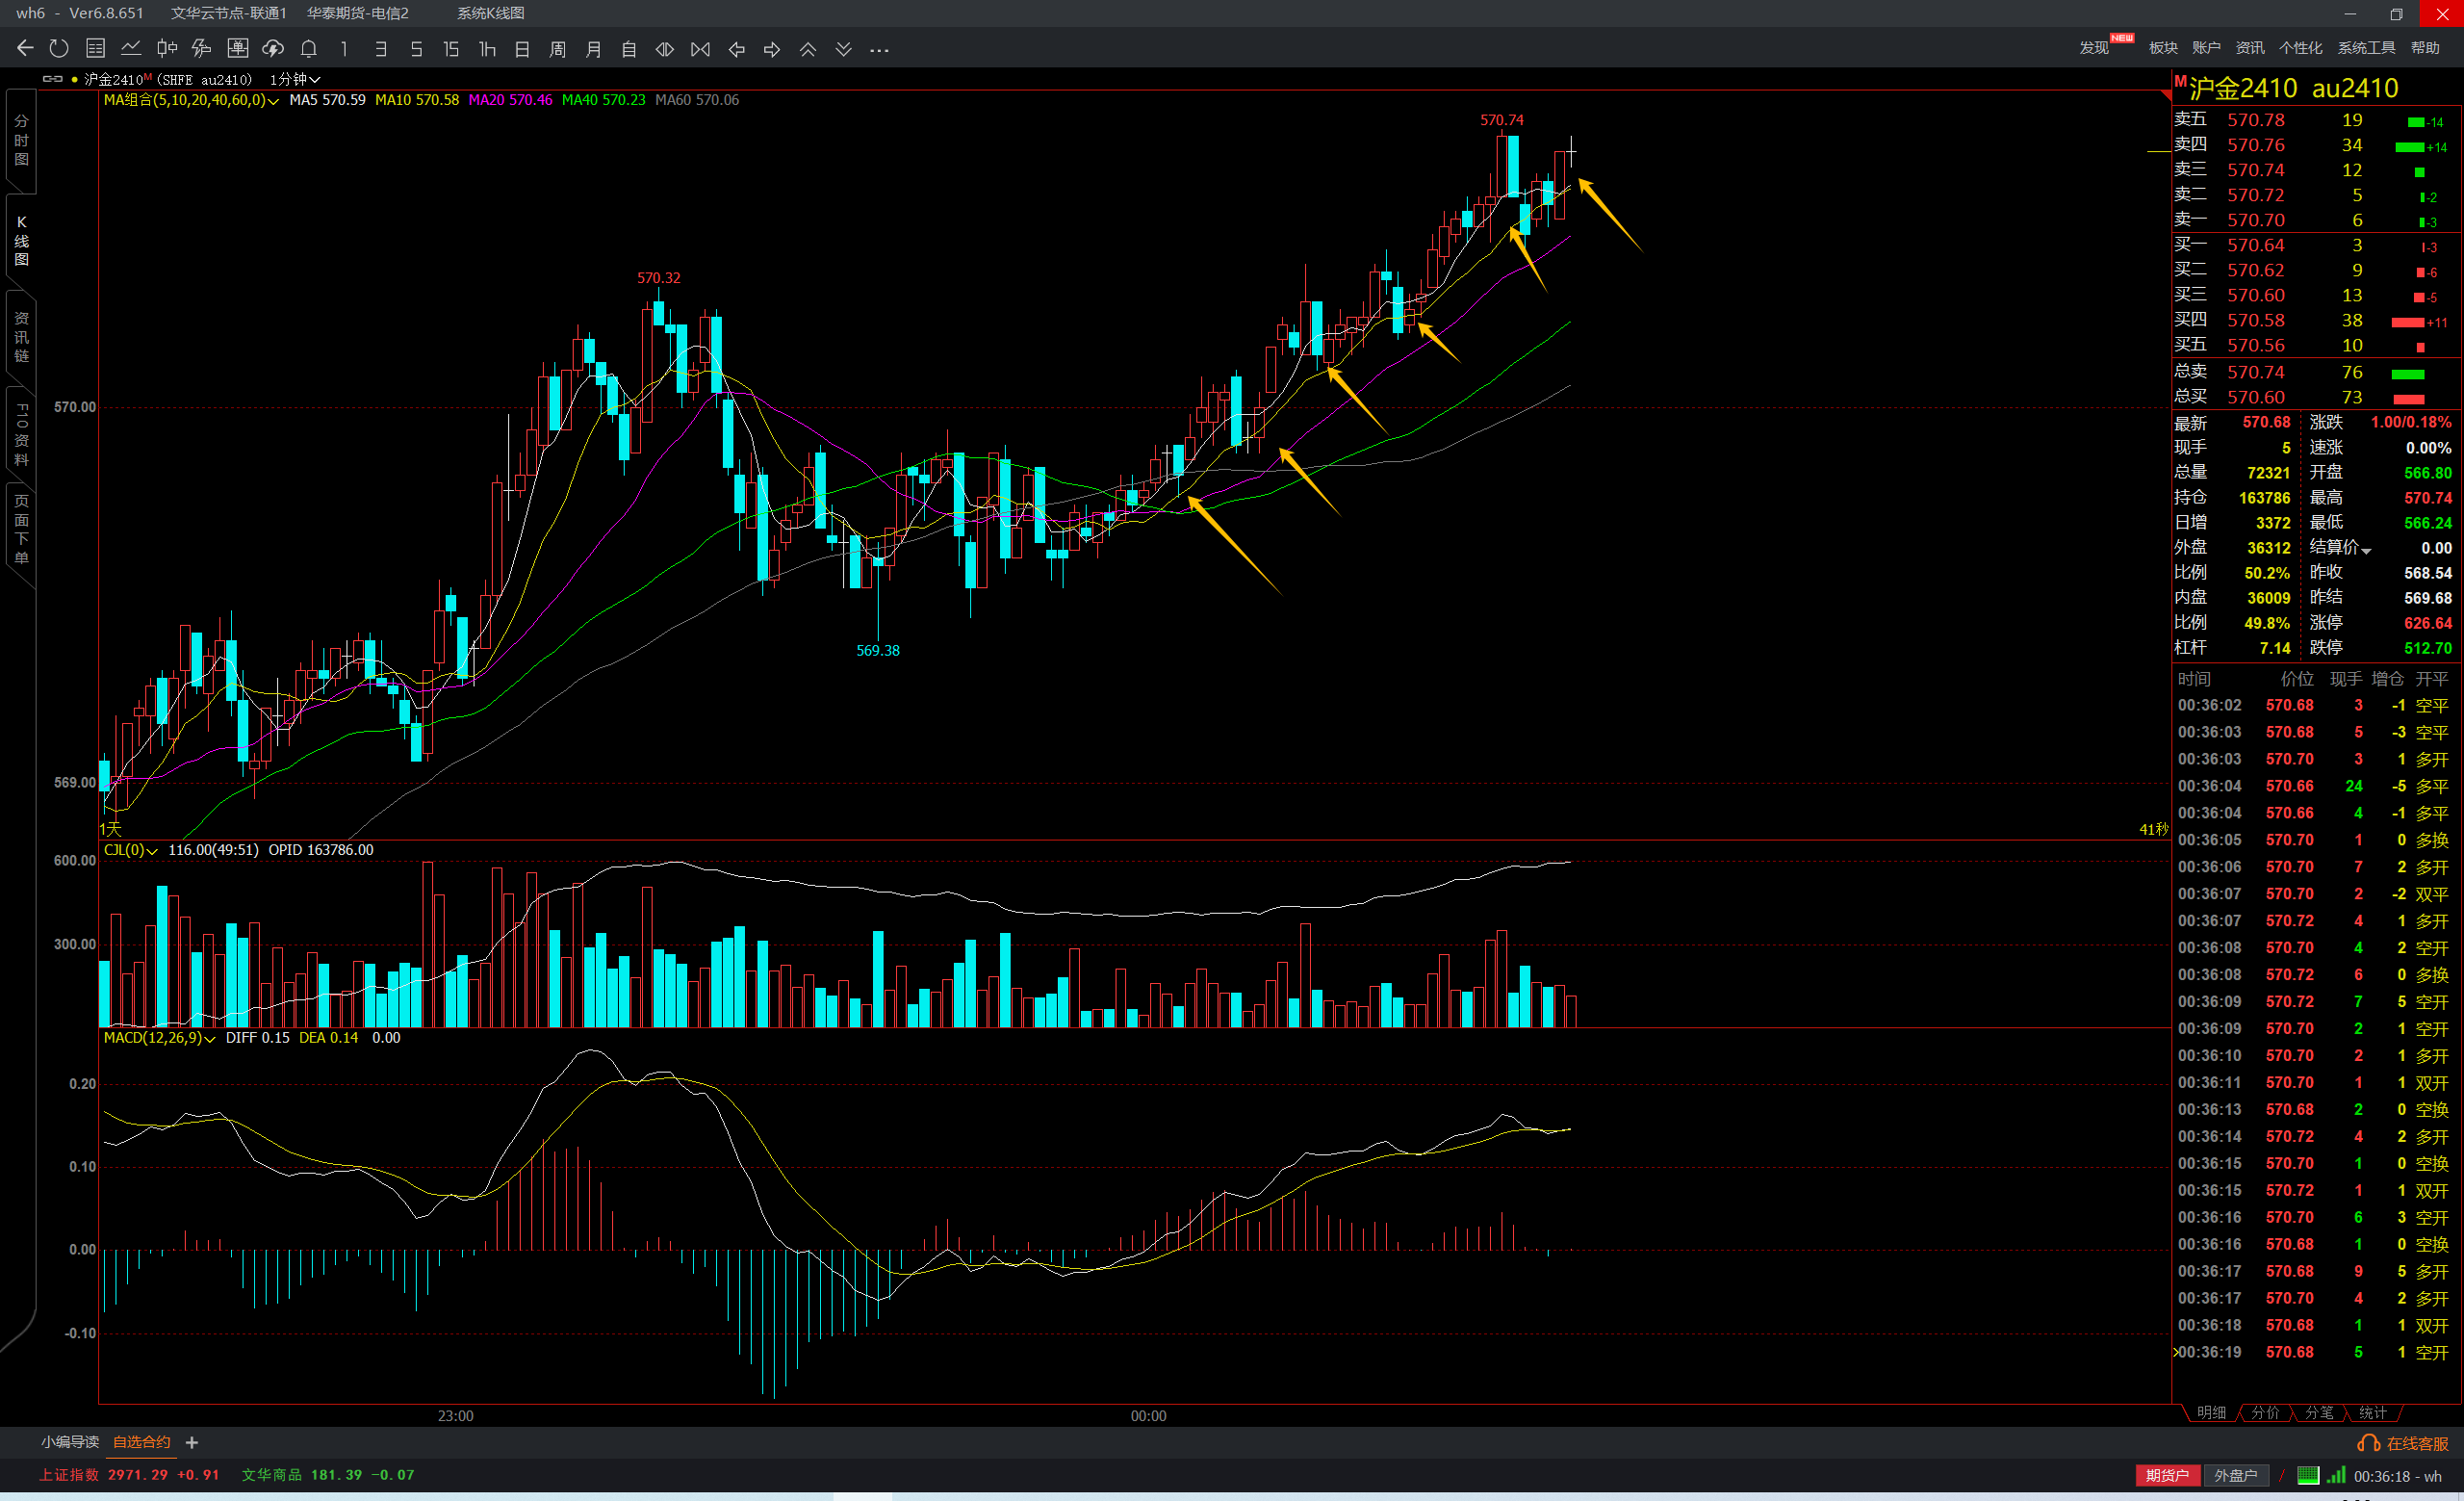 wh6 - Ver6.8.651 文华云节点-联通1 华泰期货-电信2 系统K线图
单 1 3 5 15 1h 日 周 月 自 ... 发现 NEW 板块 账户 资讯 个性化 系统工具 帮助
沪金2410M (SHFE au2410) 1分钟
MA组合(5,10,20,40,60,0) MA5 570.59 MA10 570.58 MA20 570.46 MA40 570.23 MA60 570.06
分时图
K线图
资讯链
F10资料
页面下单
570.74
570.32
570.00
569.38
569.00
1天 41秒
CJL(0) 116.00(49:51) OPID 163786.00
600.00
300.00
MACD(12,26,9) DIFF 0.15 DEA 0.14 0.00
0.20
0.10
0.00
-0.10
23:00 00:00
M沪金2410 au2410
卖五 570.78 19 -14
卖四 570.76 34 +14
卖三 570.74 12
卖二 570.72 5 -2
卖一 570.70 6 -3
买一 570.64 3 -3
买二 570.62 9 -6
买三 570.60 13 -5
买四 570.58 38 +11
买五 570.56 10
总卖 570.74 76
总买 570.60 73
最新 570.68 涨跌 1.00/0.18%
现手 5 速涨 0.00%
总量 72321 开盘 566.80
持仓 163786 最高 570.74
日增 3372 最低 566.24
外盘 36312 结算价 0.00
比例 50.2% 昨收 568.54
内盘 36009 昨结 569.68
比例 49.8% 涨停 626.64
杠杆 7.14 跌停 512.70
时间 价位 现手 增仓 开平
00:36:02 570.68 3 -1 空平
00:36:03 570.68 5 -3 空平
00:36:03 570.70 3 1 多开
00:36:04 570.66 24 -5 多平
00:36:04 570.66 4 -1 多平
00:36:05 570.70 1 0 多换
00:36:06 570.70 7 2 多开
00:36:07 570.70 2 -2 双平
00:36:07 570.72 4 1 多开
00:36:08 570.70 4 2 空开
00:36:08 570.72 6 0 多换
00:36:09 570.72 7 5 空开
00:36:09 570.70 2 1 空开
00:36:10 570.70 2 1 多开
00:36:11 570.70 1 1 双开
00:36:13 570.68 2 0 空换
00:36:14 570.72 4 2 多开
00:36:15 570.70 1 0 空换
00:36:15 570.72 1 1 双开
00:36:16 570.70 6 3 空开
00:36:16 570.68 1 0 空换
00:36:17 570.68 9 5 多开
00:36:17 570.70 4 2 多开
00:36:18 570.68 1 1 双开
00:36:19 570.68 5 1 空开
明细 分价 分笔 统计
小编导读 自选合约 + 在线客服
上证指数 2971.29 +0.91 文华商品 181.39 -0.07 期货户 外盘户 / 00:36:18 - wh